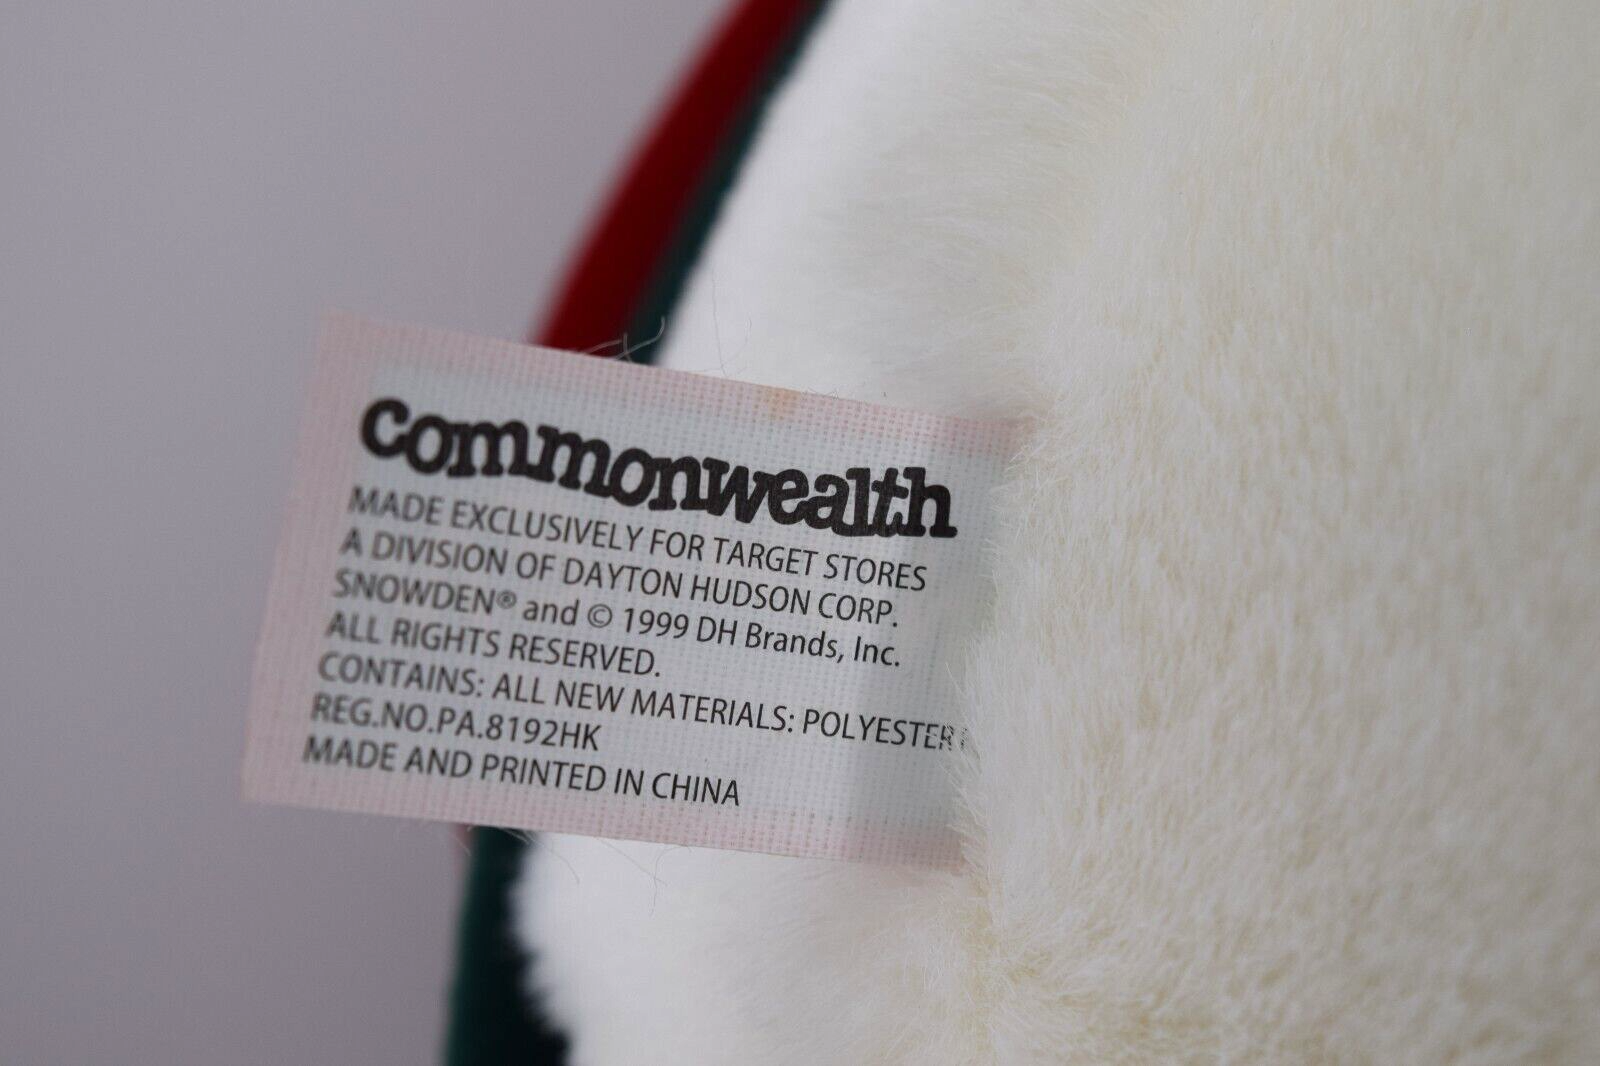 commonwealth
MADE EXCLUSIVELY FOR TARGET STORES
A DIVISION OF DAYTON HUDSON CORP.
SNOWDEN® and © 1999 DH Brands, Inc.
ALL RIGHTS RESERVED.
CONTAINS: ALL NEW MATERIALS: POLYESTER
REG.NO.PA.8192HK
MADE AND PRINTED IN CHINA